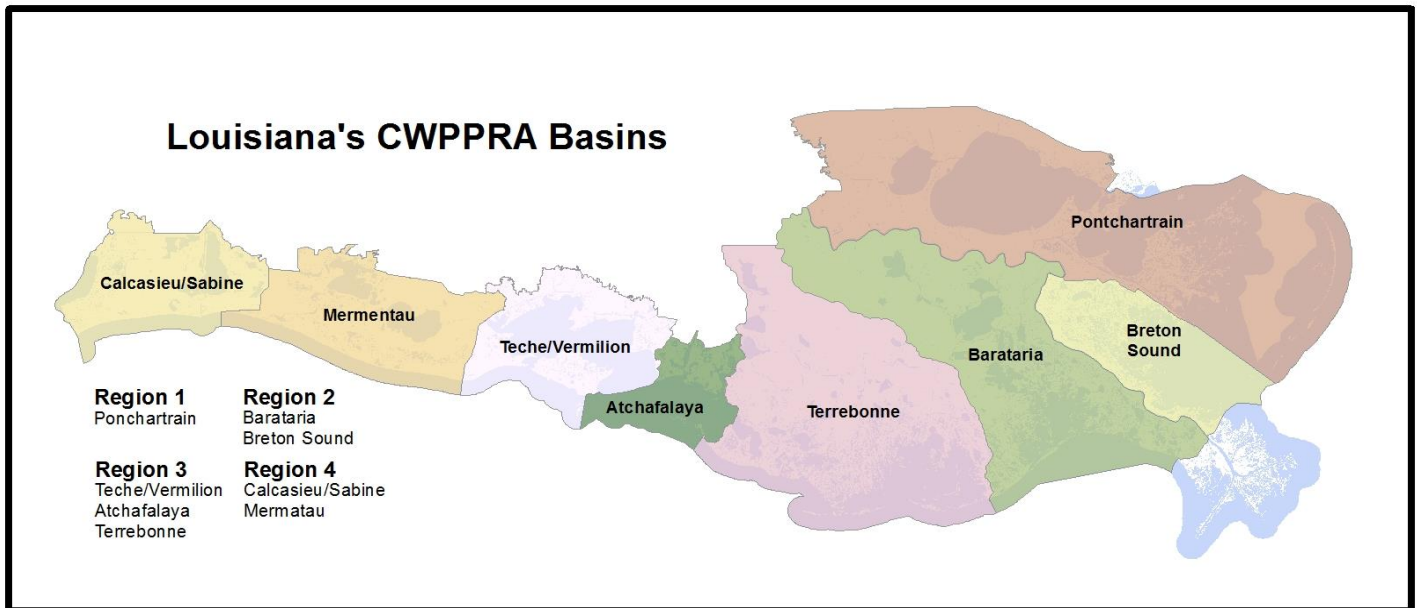 Louisiana's CWPPRA Basins
Pontchartrain
Calcasieu/Sabine
Mermentau
Teche/Vermilion
Atchafalaya
Terrebonne
Barataria
Breton
Sound
Region 1
Ponchartrain
Region 2
Barataria
Breton Sound
Region 3
Teche/Vermilion
Atchafalaya
Terrebonne
Region 4
Calcasieu/Sabine
Mermatau